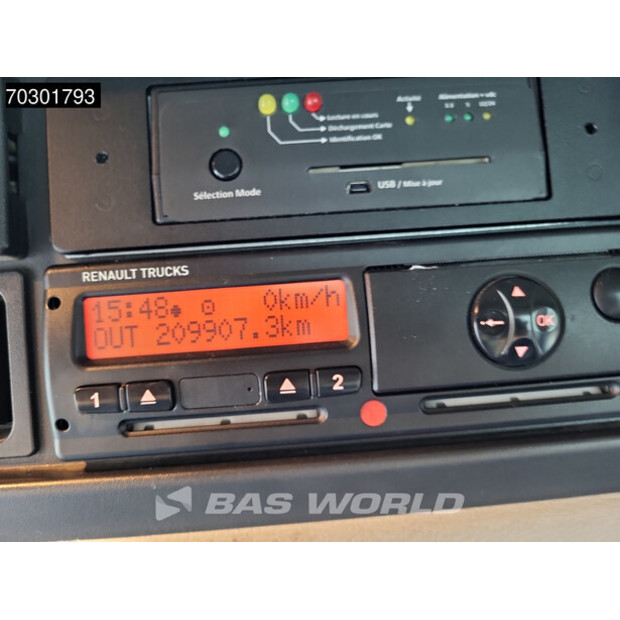 70301793
Activité
Alimentation
Lecture en cours
Déchargement Carte
Identification OK
Sélection Mode
USB / Mise à jour
RENAULT TRUCKS
15:48 0km/h
OUT 209907.3km
OK
1 2
BAS WORLD